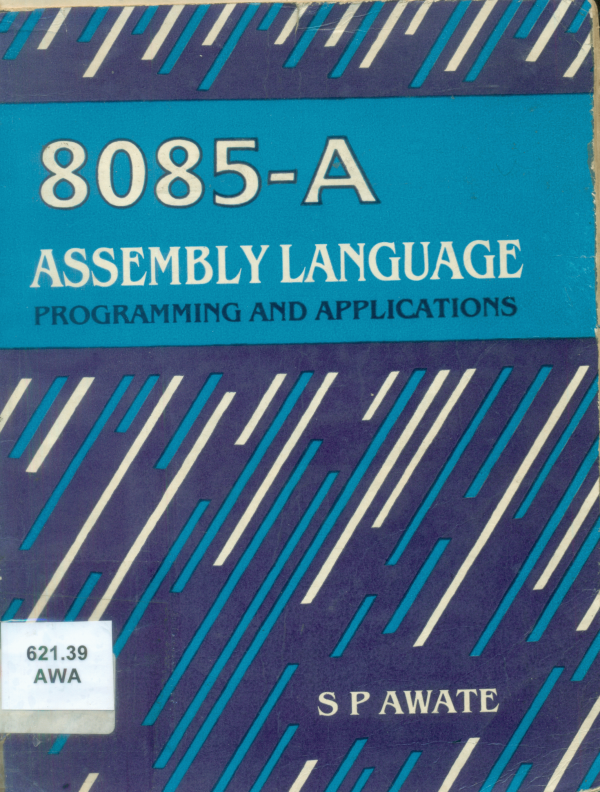 8085-A
ASSEMBLY LANGUAGE
PROGRAMMING AND APPLICATIONS
621.39
AWA
S P AWATE